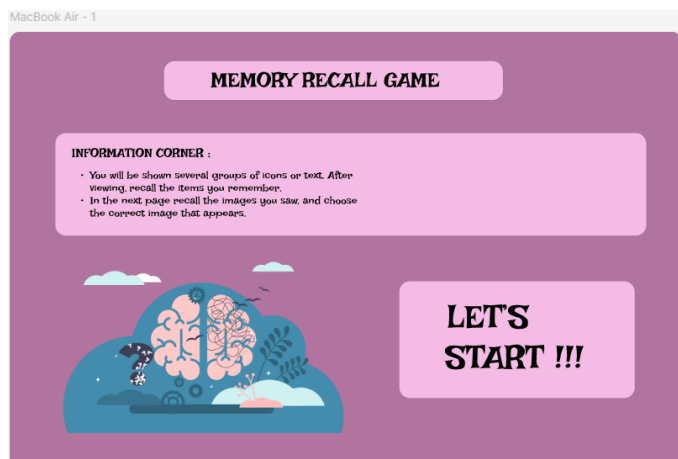 MacBook Air - 1
MEMORY RECALL GAME
INFORMATION CORNER :
• You will be shown several groups of icons or text. After
viewing, recall the items you remember.
• In the next page recall the images you saw, and choose
the correct image that appears.
LET'S
START !!!